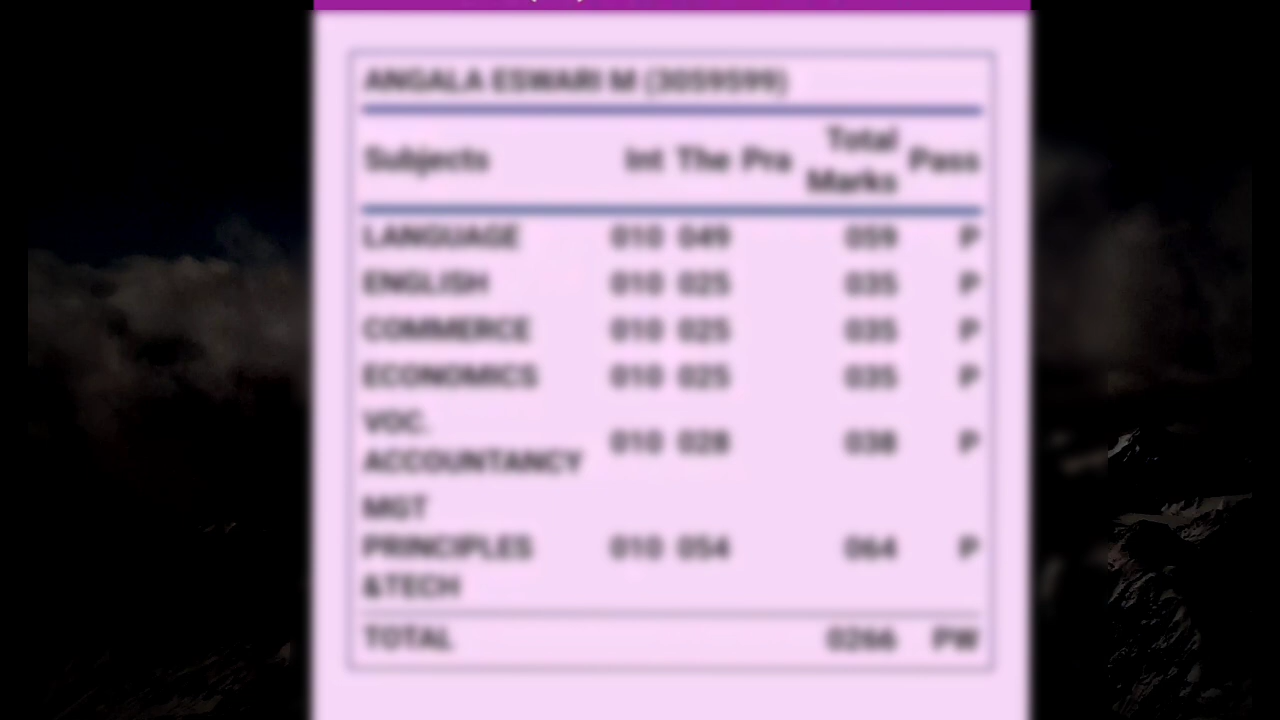 ANGALA ESWARI M (3059599)
Subjects Int The Pra Total Marks Pass
LANGUAGE 010 049 059 P
ENGLISH 010 025 035 P
COMMERCE 010 025 035 P
ECONOMICS 010 025 035 P
VOC.
ACCOUNTANCY 010 028 038 P
MGT
PRINCIPLES 010 054 064 P
&TECH
TOTAL 0266 PW